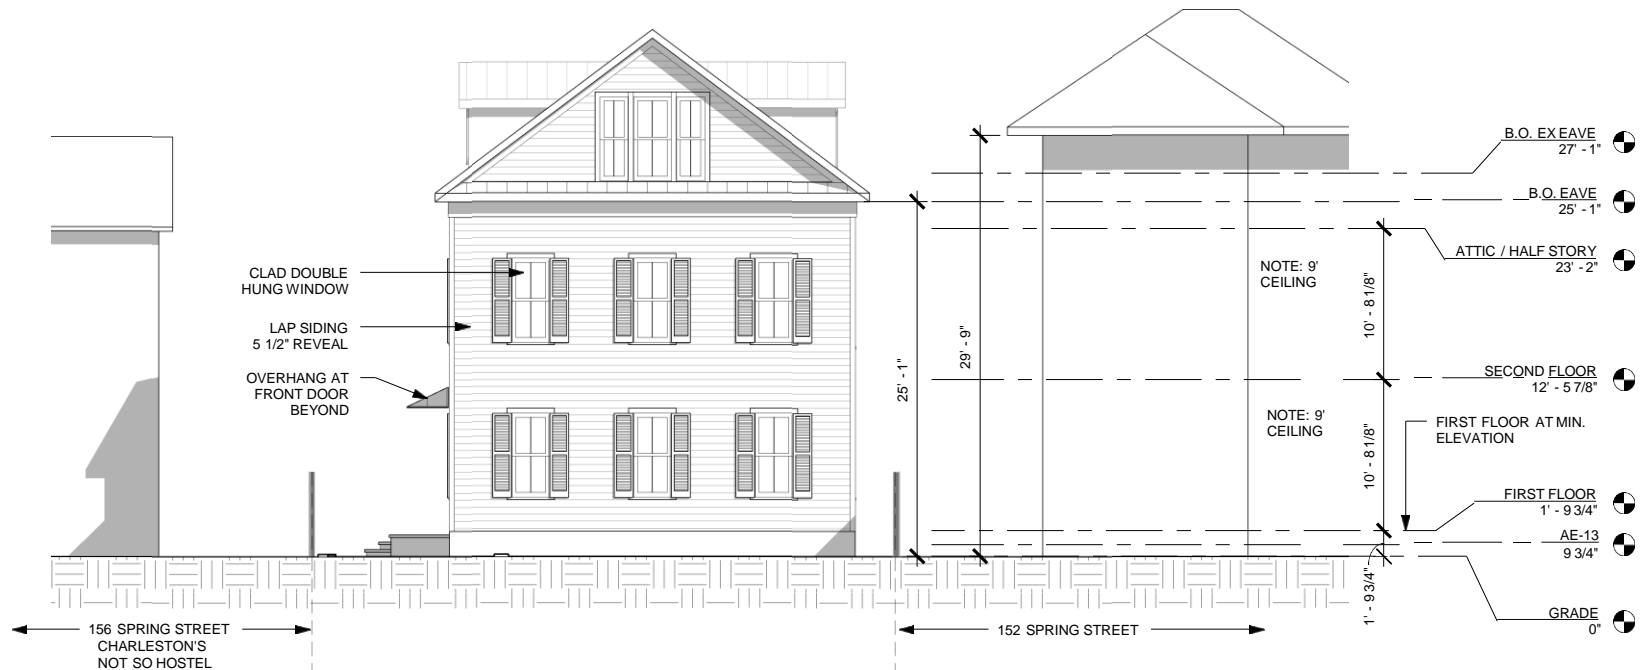 CLAD DOUBLE
HUNG WINDOW
LAP SIDING
5 1/2" REVEAL
OVERHANG AT
FRONT DOOR
BEYOND
156 SPRING STREET
CHARLESTON'S
NOT SO HOSTEL
25' - 1"
29' - 9"
NOTE: 9'
CEILING
NOTE: 9'
CEILING
152 SPRING STREET
10' - 8 1/8"
10' - 8 1/8"
1' - 9 3/4"
B.O. EX EAVE
27' - 1"
B.O. EAVE
25' - 1"
ATTIC / HALF STORY
23' - 2"
SECOND FLOOR
12' - 5 7/8"
FIRST FLOOR AT MIN.
ELEVATION
FIRST FLOOR
1' - 9 3/4"
AE-13
9 3/4"
GRADE
0"